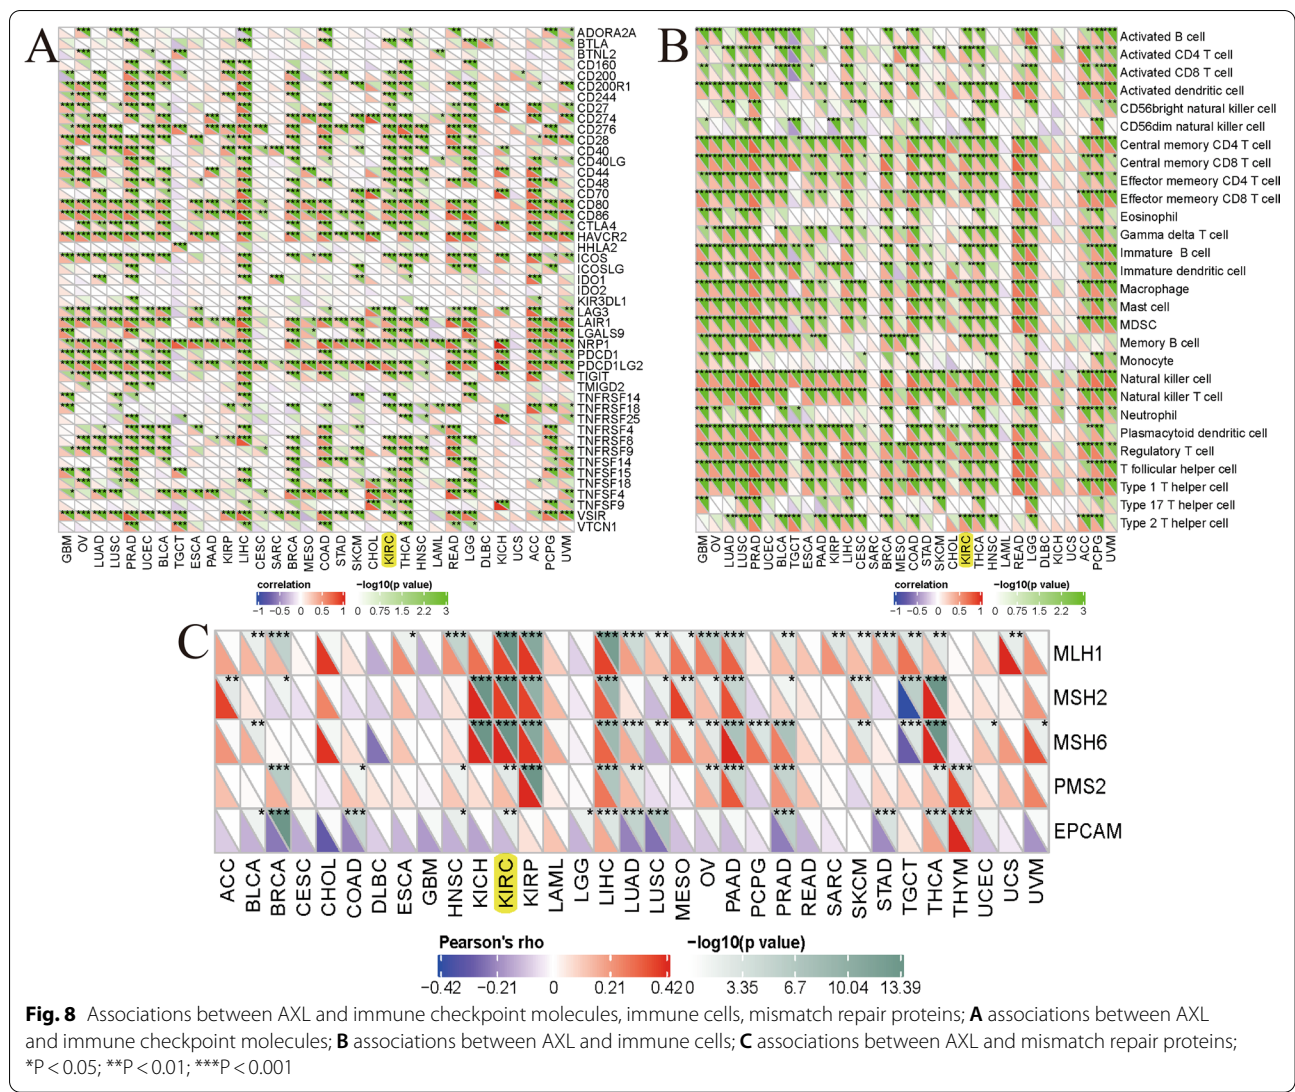 A
ADORA2A
BTLA
BTNL2
CD160
CD200
CD200R1
CD244
CD27
CD274
CD276
CD28
CD40
CD40LG
CD44
CD48
CD70
CD80
CD86
CTLA4
HAVCR2
HHLA2
ICOS
ICOSLG
IDO1
IDO2
KIR3DL1
LAG3
LAIR1
LGALS9
NRP1
PDCD1
PDCD1LG2
TIGIT
TMIGD2
TNFRSF14
TNFRSF18
TNFRSF25
TNFRSF4
TNFRSF8
TNFRSF9
TNFSF14
TNFSF15
TNFSF18
TNFSF4
TNFSF9
VSIR
VTCN1
GBM OV LUAD LUSC PRAD UCEC BLCA TGCT ESCA PAAD KIRP LIHC CESC SARC BRCA MESO COAD STAD SKCM CHOL KIRC THCA HNSC LAML READ LGG DLBC KICH UCS ACC PCPG UVM
correlation
−1 −0.5 0 0.5 1
−log10(p value)
0 0.75 1.5 2.2 3
B
Activated B cell
Activated CD4 T cell
Activated CD8 T cell
Activated dendritic cell
CD56bright natural killer cell
CD56dim natural killer cell
Central memory CD4 T cell
Central memory CD8 T cell
Effector memeory CD4 T cell
Effector memeory CD8 T cell
Eosinophil
Gamma delta T cell
Immature B cell
Immature dendritic cell
Macrophage
Mast cell
MDSC
Memory B cell
Monocyte
Natural killer cell
Natural killer T cell
Neutrophil
Plasmacytoid dendritic cell
Regulatory T cell
T follicular helper cell
Type 1 T helper cell
Type 17 T helper cell
Type 2 T helper cell
GBM OV LUAD LUSC PRAD UCEC BLCA TGCT ESCA PAAD KIRP LIHC CESC SARC BRCA MESO COAD STAD SKCM CHOL KIRC THCA HNSC LAML READ LGG DLBC KICH UCS ACC PCPG UVM
correlation
−1 −0.5 0 0.5 1
−log10(p value)
0 0.75 1.5 2.2 3
C
MLH1
MSH2
MSH6
PMS2
EPCAM
ACC BLCA BRCA CESC CHOL COAD DLBC ESCA GBM HNSC KICH KIRC KIRP LAML LGG LIHC LUAD LUSC MESO OV PAAD PCPG PRAD READ SARC SKCM STAD TGCT THCA THYM UCEC UCS UVM
Pearson's rho
−0.42 −0.21 0 0.21 0.42
−log10(p value)
0 3.35 6.7 10.04 13.39
Fig. 8 Associations between AXL and immune checkpoint molecules, immune cells, mismatch repair proteins; A associations between AXL
and immune checkpoint molecules; B associations between AXL and immune cells; C associations between AXL and mismatch repair proteins;
*P < 0.05; **P < 0.01; ***P < 0.001